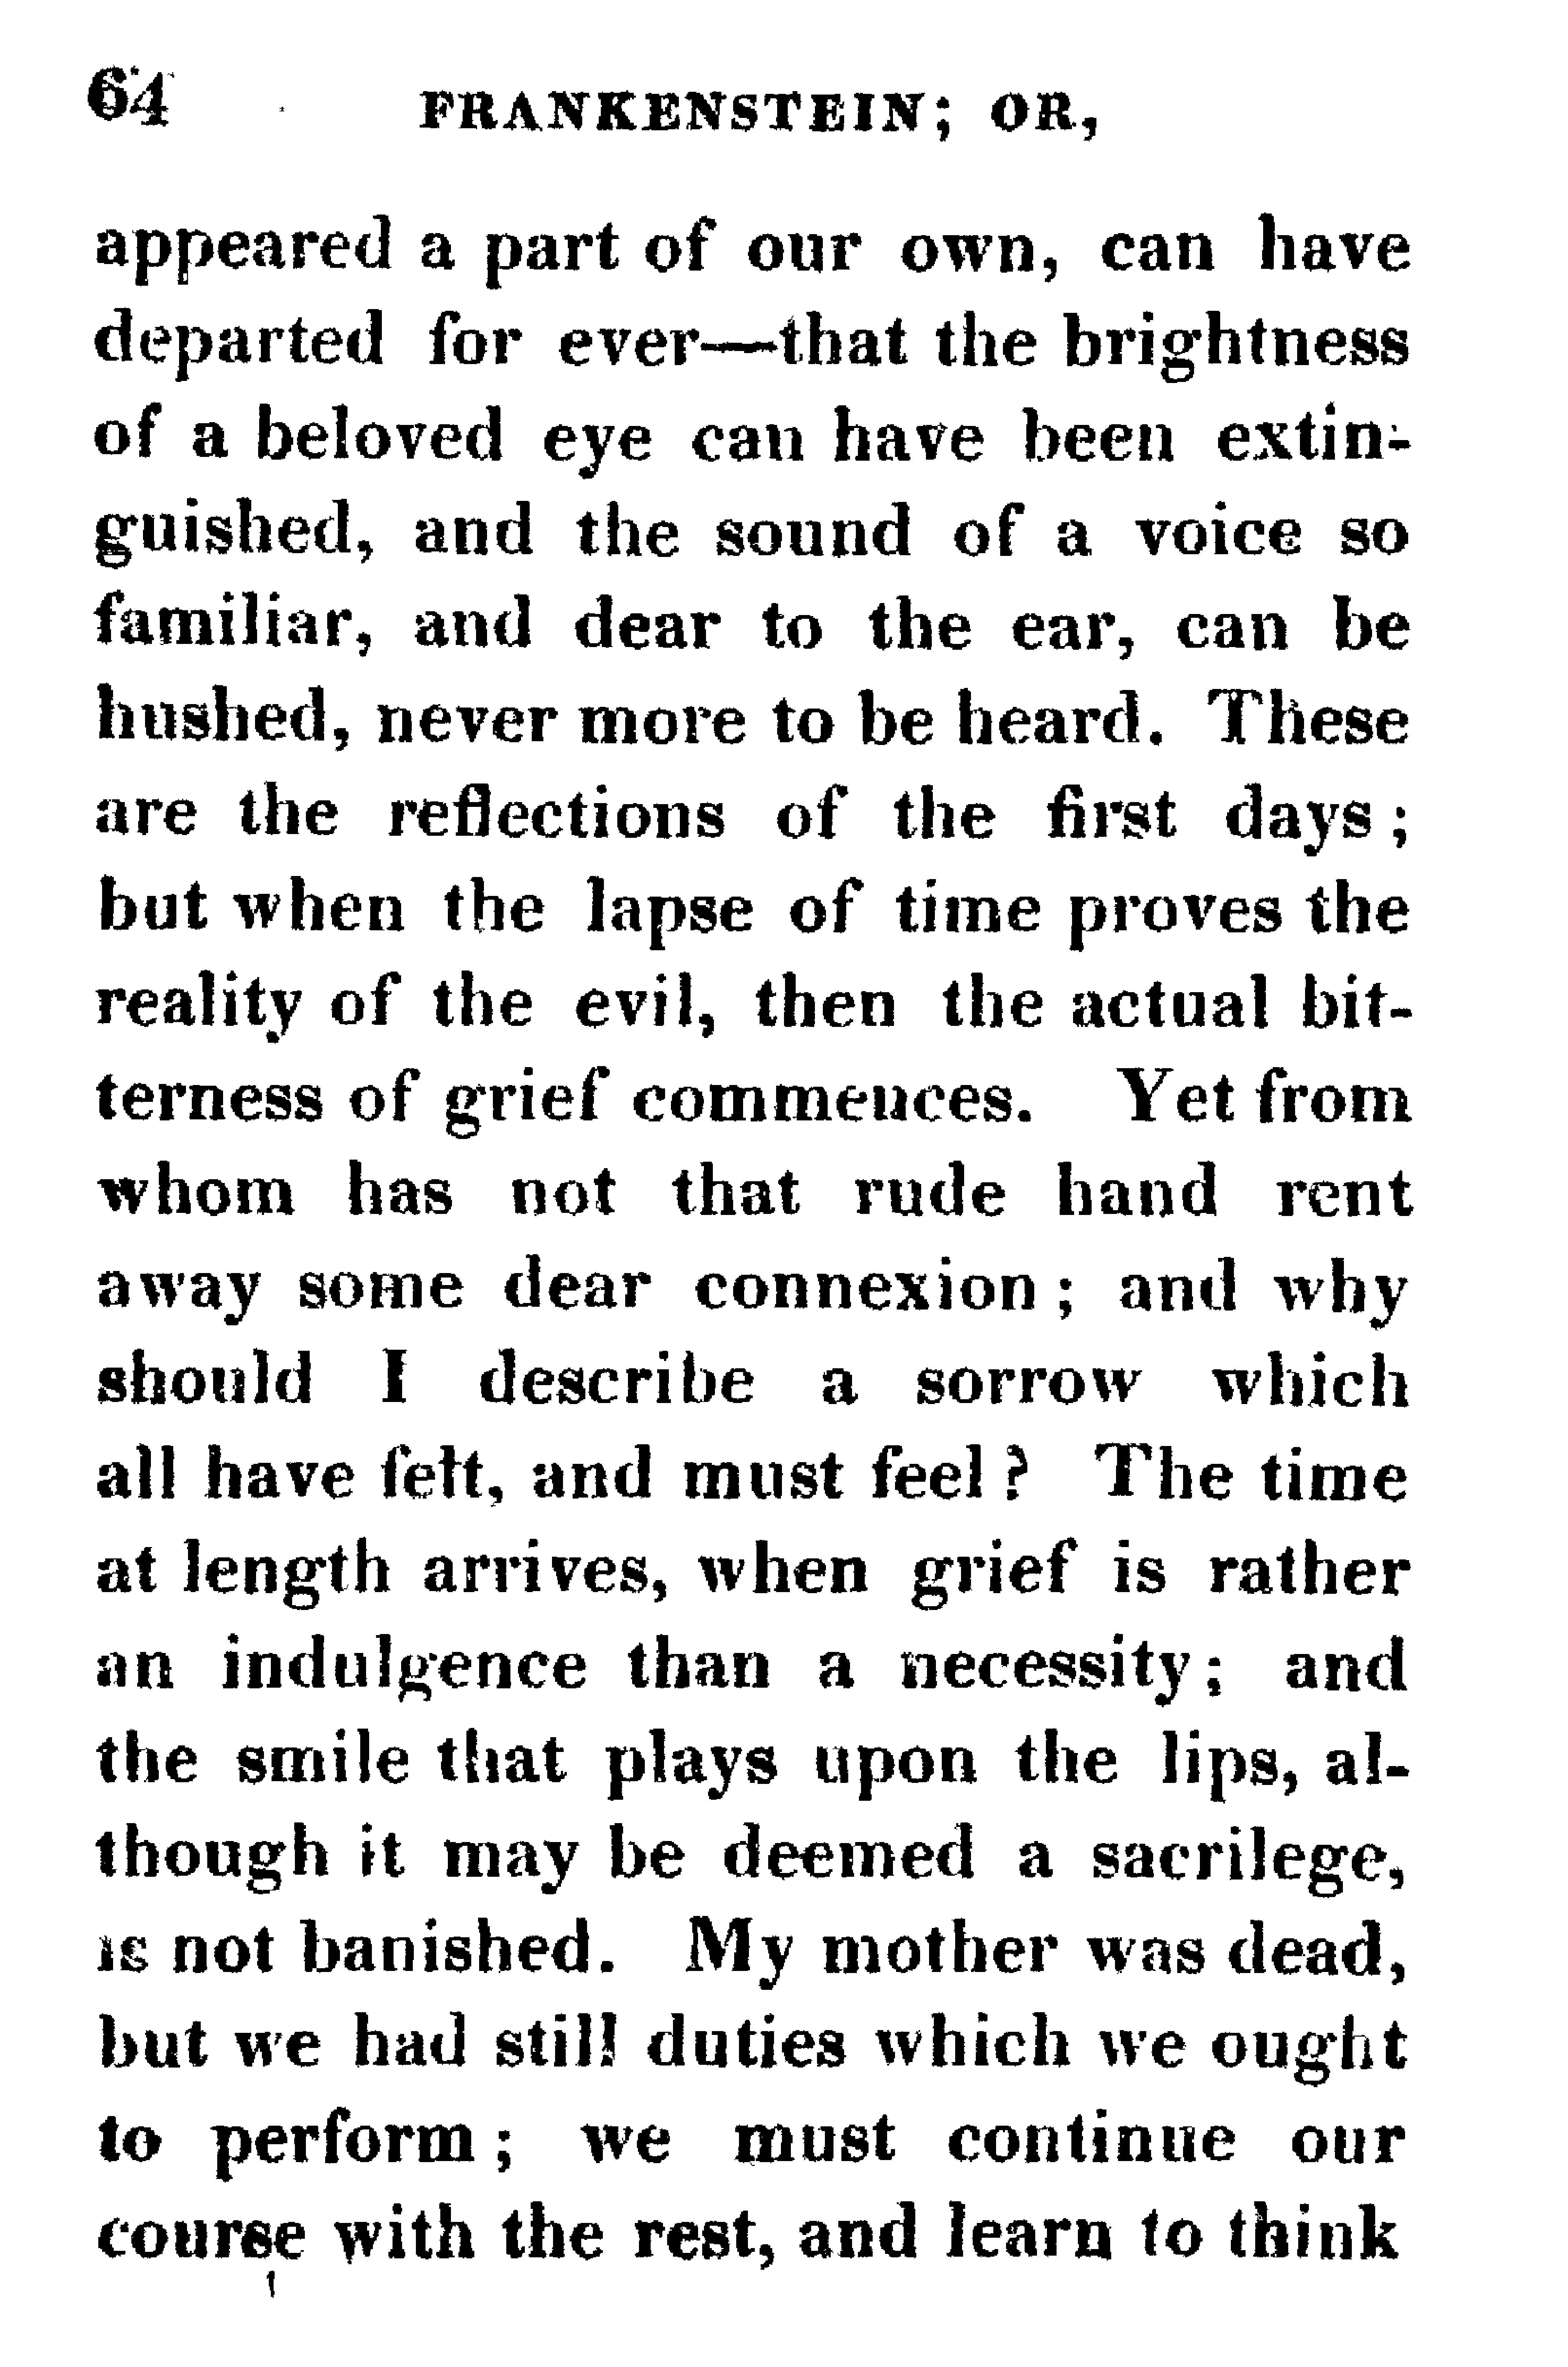 64 FRANKENSTEIN; OR,
appeared a part of our own, can have
departed for ever—that the brightness
of a beloved eye can have been extin-
guished, and the sound of a voice so
familiar, and dear to the ear, can be
hushed, never more to be heard. These
are the reflections of the first days;
but when the lapse of time proves the
reality of the evil, then the actual bit-
terness of grief commences. Yet from
whom has not that rude hand rent
away some dear connexion; and why
should I describe a sorrow which
all have felt, and must feel? The time
at length arrives, when grief is rather
an indulgence than a necessity; and
the smile that plays upon the lips, al-
though it may be deemed a sacrilege,
is not banished. My mother was dead,
but we had still duties which we ought
to perform; we must continue our
course with the rest, and learn to think